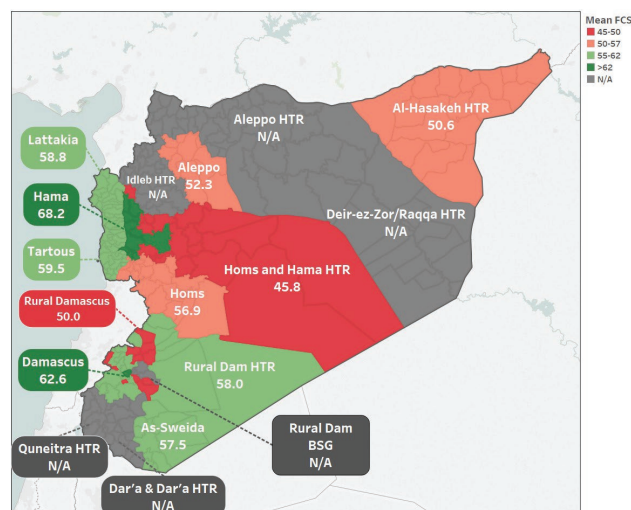 Mean FCS
45-50
50-57
55-62
>62
N/A
Aleppo HTR
N/A
Al-Hasakeh HTR
50.6
Lattakia
58.8
Idleb HTR
N/A
Aleppo
52.3
Hama
68.2
Deir-ez-Zor/Raqqa HTR
N/A
Tartous
59.5
Homs and Hama HTR
45.8
Rural Damascus
50.0
Homs
56.9
Damascus
62.6
Rural Dam HTR
58.0
As-Sweida
57.5
Rural Dam
BSG
N/A
Quneitra HTR
N/A
Dar'a & Dar'a HTR
N/A